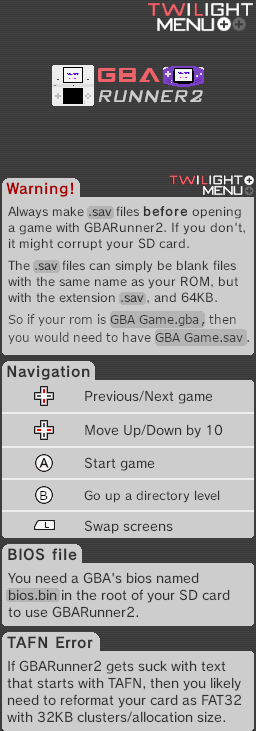 TWILIGHT
MENU++
GBA
RUNNER2
TWILIGHT
MENU++
Warning!
Always make .sav files before opening
a game with GBARunner2. If you don't,
it might corrupt your SD card.
The .sav files can simply be blank files
with the same name as your ROM, but
with the extension .sav, and 64KB.
So if your rom is GBA Game.gba, then
you would need to have GBA Game.sav.
Navigation
Previous/Next game
Move Up/Down by 10
A Start game
B Go up a directory level
L Swap screens
BIOS file
You need a GBA's bios named
bios.bin in the root of your SD card
to use GBARunner2.
TAFN Error
If GBARunner2 gets suck with text
that starts with TAFN, then you likely
need to reformat your card as FAT32
with 32KB clusters/allocation size.